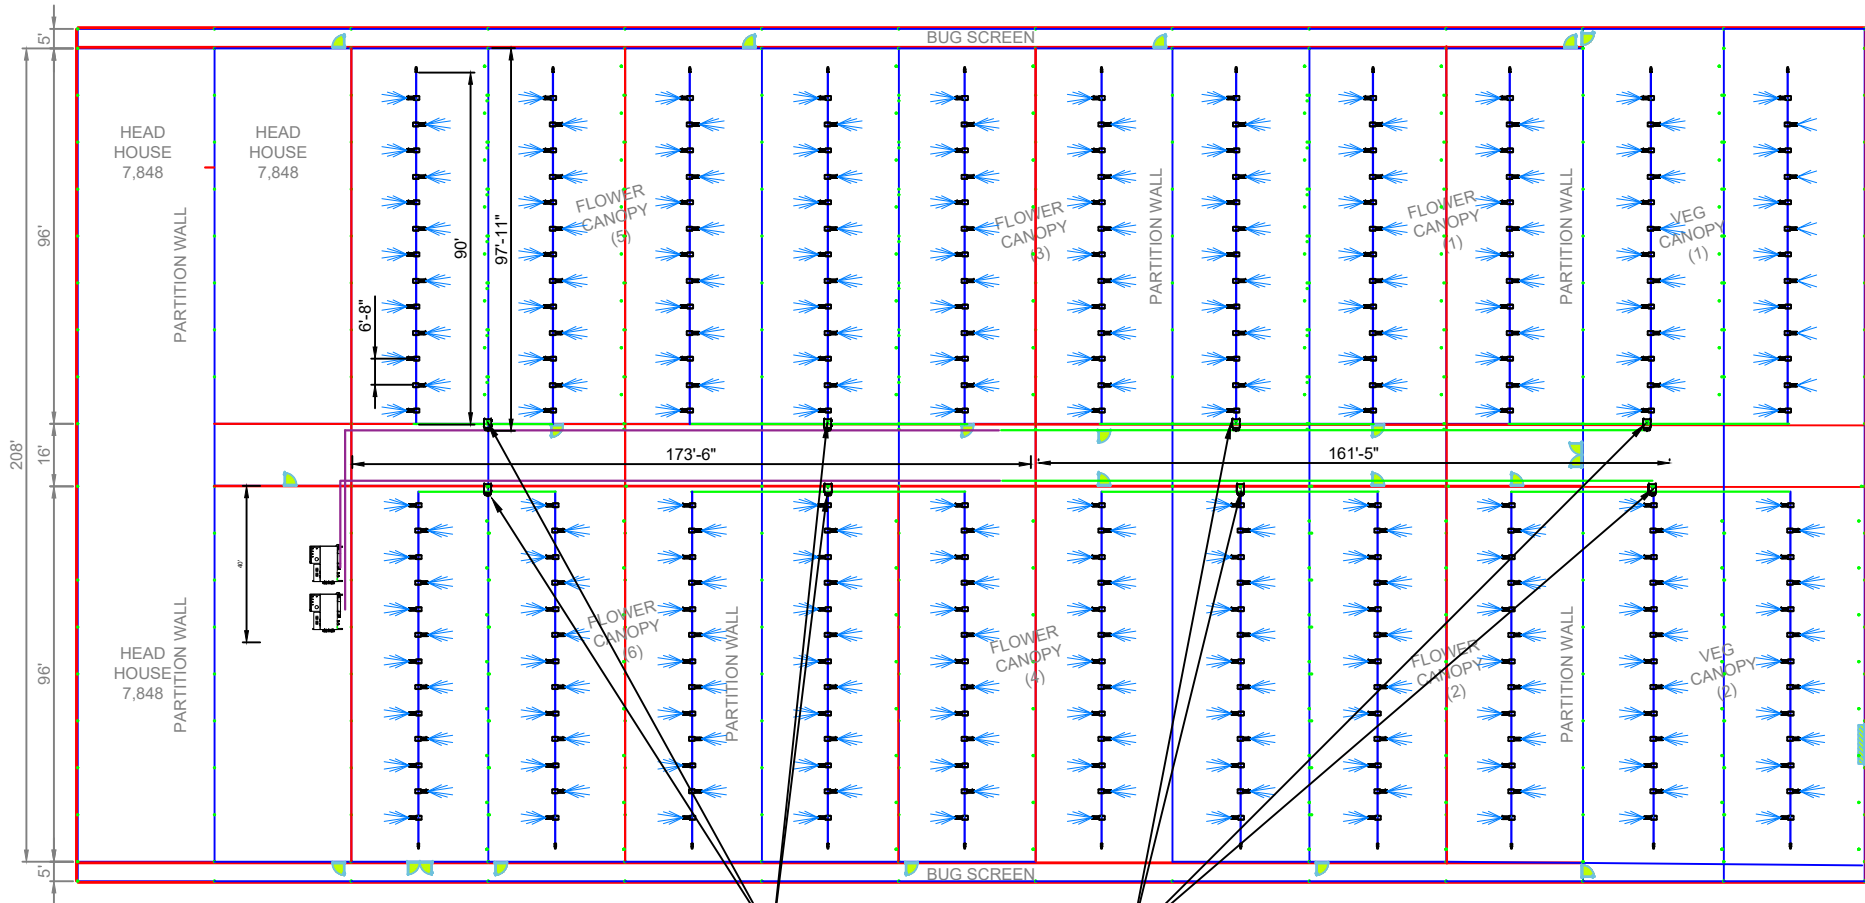 BUG SCREEN
5'
HEAD
HOUSE
7,848
HEAD
HOUSE
7,848
PARTITION WALL
96'
90'
97'-11"
6'-8"
FLOWER
CANOPY
(5)
FLOWER
CANOPY
(3)
PARTITION WALL
FLOWER
CANOPY
(1)
PARTITION WALL
VEG
CANOPY
(1)
208'
16'
173'-6"
161'-5"
40'
96'
HEAD
HOUSE
7,848
PARTITION WALL
FLOWER
CANOPY
(6)
PARTITION WALL
FLOWER
CANOPY
(4)
FLOWER
CANOPY
(2)
PARTITION WALL
VEG
CANOPY
(2)
5'
BUG SCREEN